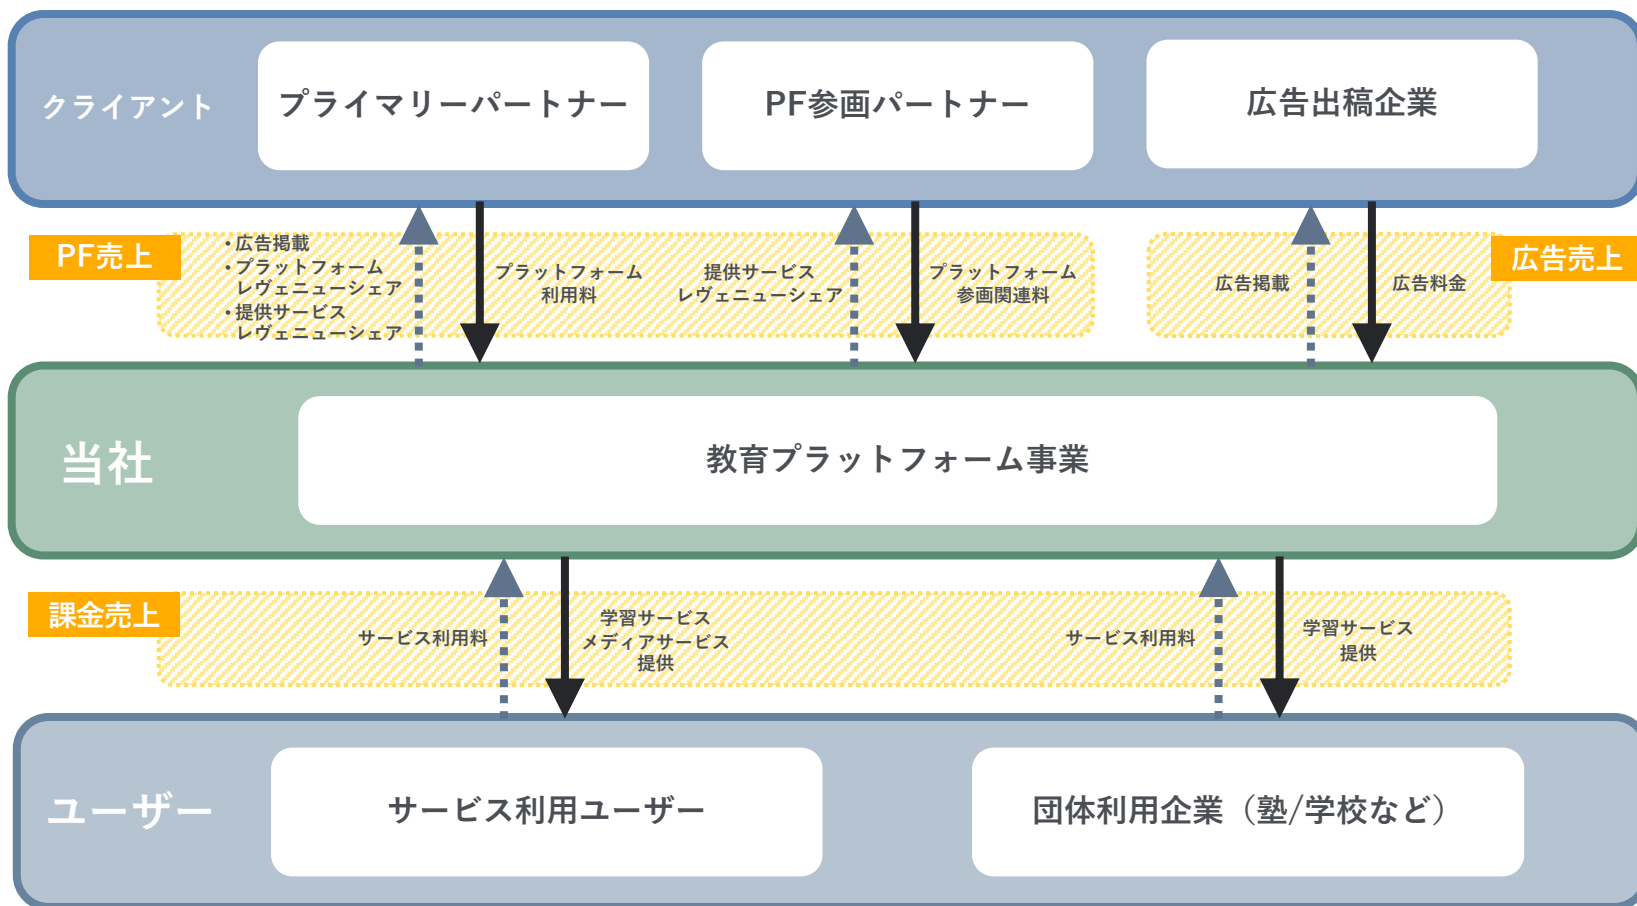 クライアント
プライマリーパートナー
PF参画パートナー
広告出稿企業
PF売上
・広告掲載
・プラットフォーム
レヴェニューシェア
・提供サービス
レヴェニューシェア
プラットフォーム
利用料
提供サービス
レヴェニューシェア
プラットフォーム
参画関連料
広告掲載
広告料金
広告売上
当社
教育プラットフォーム事業
課金売上
サービス利用料
学習サービス
メディアサービス
提供
サービス利用料
学習サービス
提供
ユーザー
サービス利用ユーザー
団体利用企業（塾/学校など）